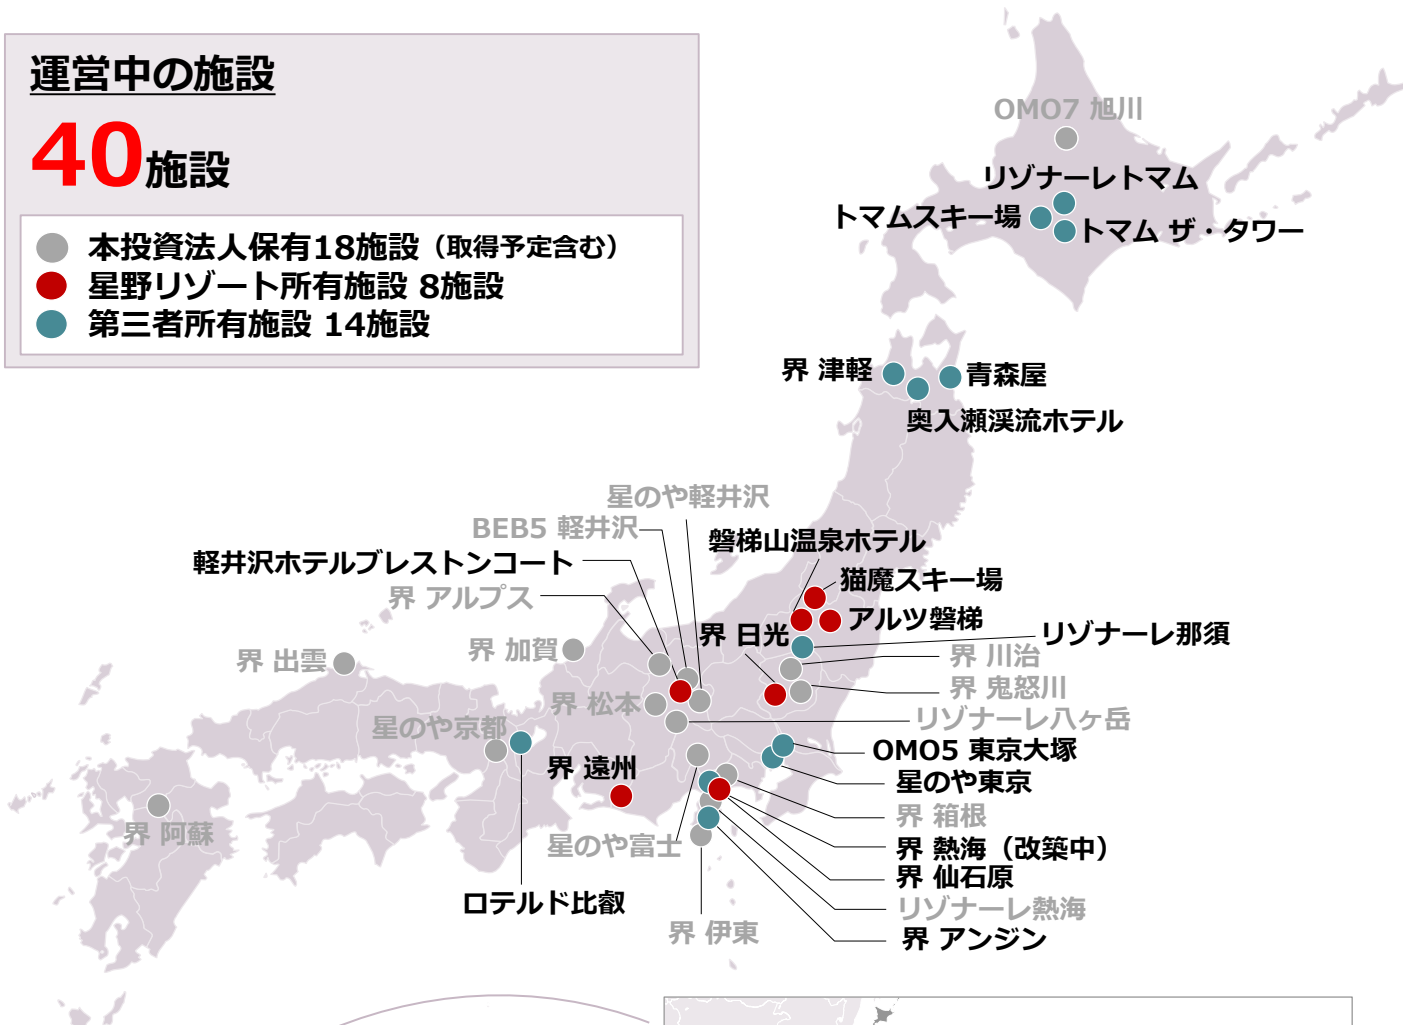 運営中の施設
40施設
本投資法人保有18施設（取得予定含む）
星野リゾート所有施設 8施設
第三者所有施設 14施設
OMO7 旭川
リゾナーレトマム
トマムスキー場
トマム ザ・タワー
界 津軽
青森屋
奥入瀬渓流ホテル
星のや軽井沢
BEB5 軽井沢
磐梯山温泉ホテル
軽井沢ホテルブレストンコート
猫魔スキー場
界 アルプス
アルツ磐梯
界 日光
リゾナーレ那須
界 加賀
界 出雲
界 川治
界 鬼怒川
界 松本
リゾナーレ八ヶ岳
星のや京都
OMO5 東京大塚
界 遠州
星のや東京
界 箱根
界 阿蘇
星のや富士
界 熱海（改築中）
界 仙石原
ロテルド比叡
リゾナーレ熱海
界 伊東
界 アンジン